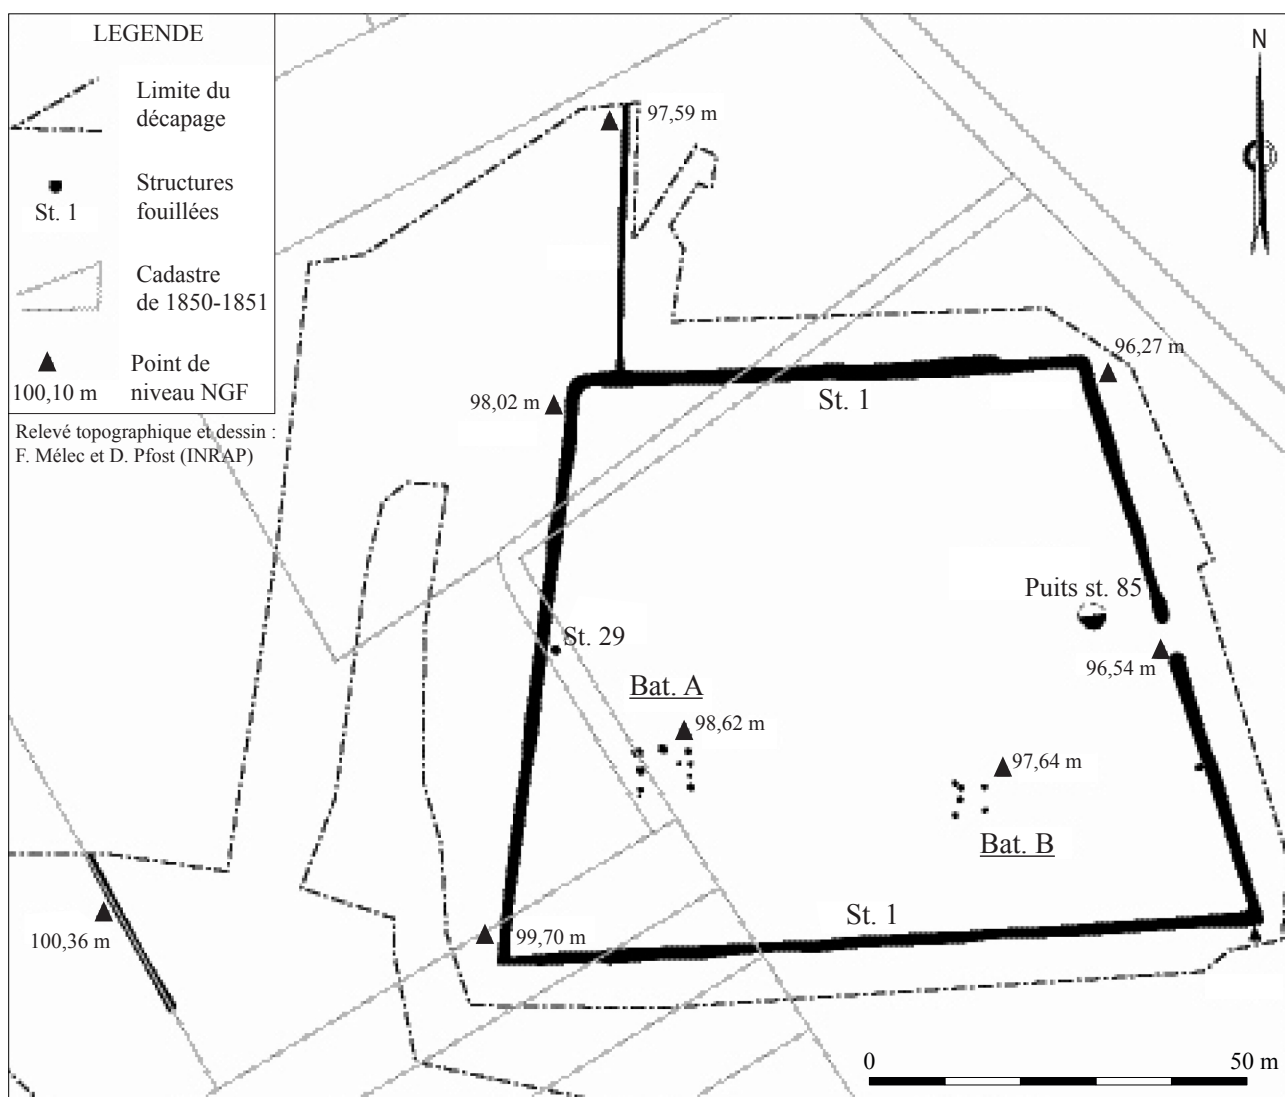 LEGENDE
Limite du
décapage
St. 1
Structures
fouillées
Cadastre
de 1850-1851
100,10 m
Point de
niveau NGF
Relevé topographique et dessin :
F. Mélec et D. Pfost (INRAP)
N
97,59 m
96,27 m
98,02 m
St. 1
Puits st. 85
St. 29
96,54 m
Bat. A
98,62 m
97,64 m
Bat. B
St. 1
99,70 m
100,36 m
0
50 m